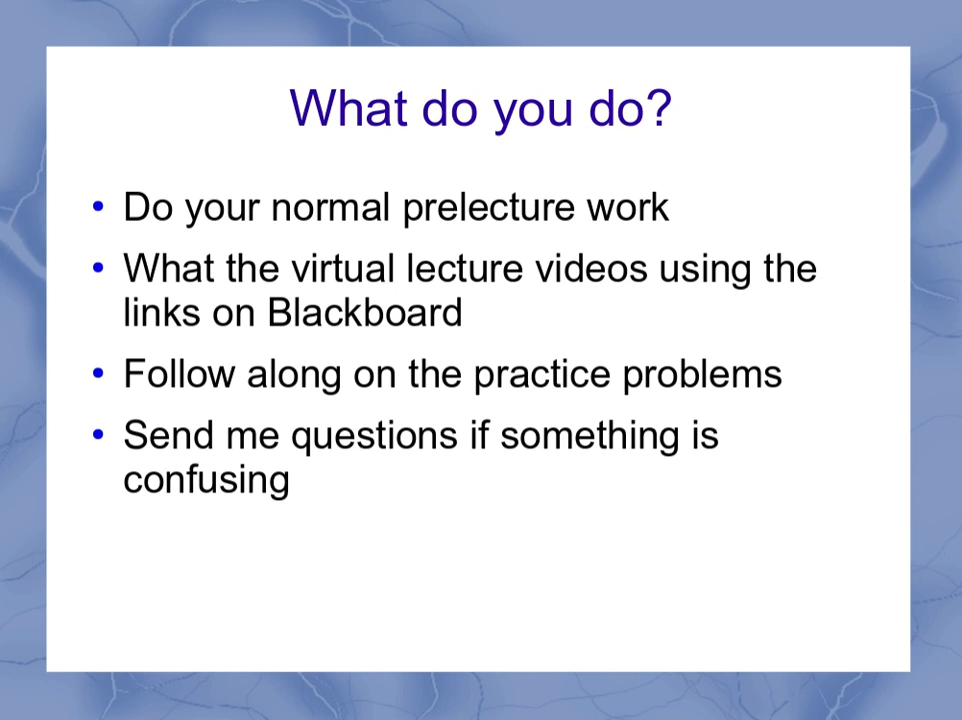 What do you do?
• Do your normal prelecture work
• What the virtual lecture videos using the
links on Blackboard
• Follow along on the practice problems
• Send me questions if something is
confusing